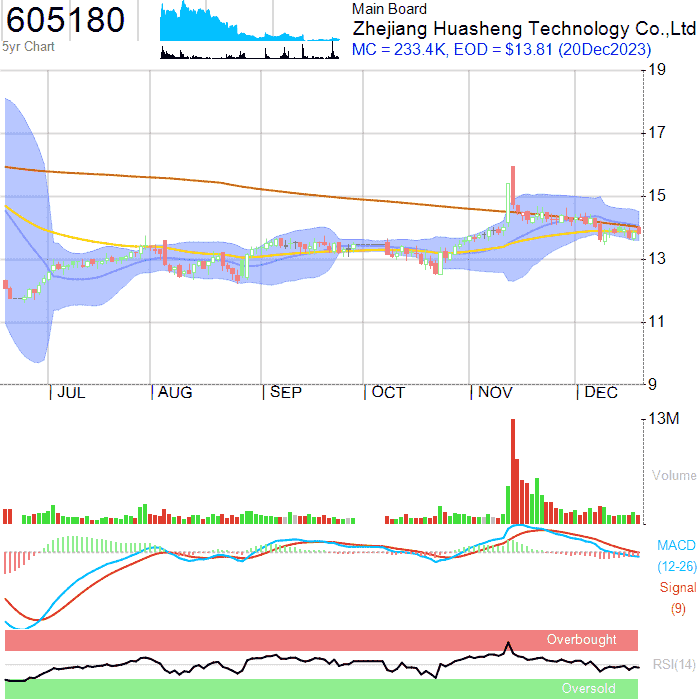 605180
5yr Chart
Main Board
Zhejiang Huasheng Technology Co.,Ltd
MC = 233.4K, EOD = $13.81 (20Dec2023)
19
17
15
13
11
9
JUL
AUG
SEP
OCT
NOV
DEC
13M
Volume
MACD
(12-26)
Signal
(9)
Overbought
RSI(14)
Oversold